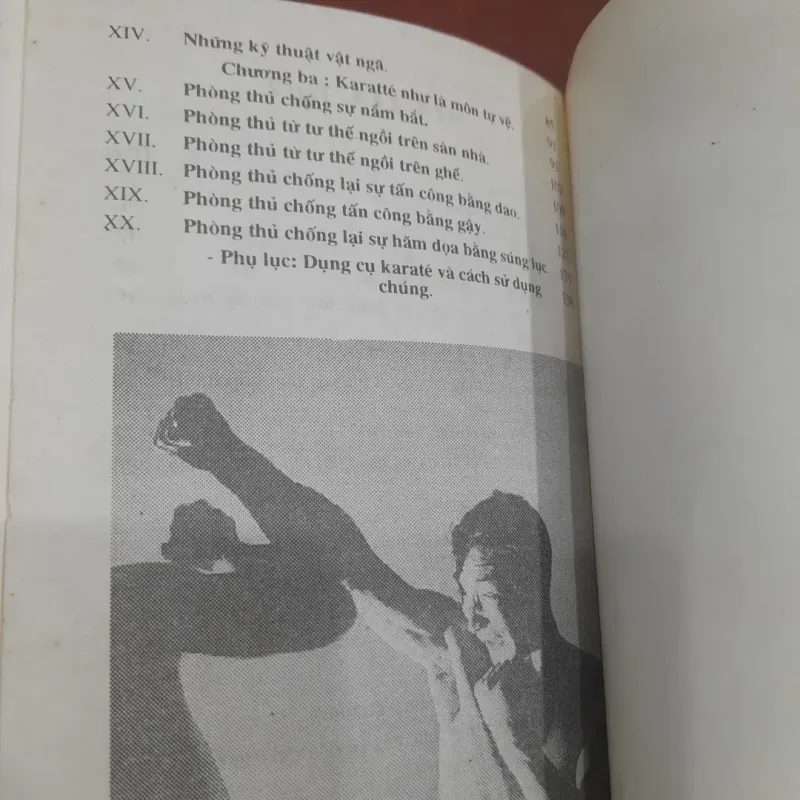 XIV. Những kỹ thuật vật ngã. 85
Chương ba : Karatté như là môn tự vệ. 91
XV. Phòng thủ chống sự nắm bắt.
XVI. Phòng thủ từ tư thế ngồi trên sàn nhà.
XVII. Phòng thủ từ tư thế ngồi trên ghế.
XVIII. Phòng thủ chống lại sự tấn công bằng dao.
XIX. Phòng thủ chống tấn công bằng gậy.
XX. Phòng thủ chống lại sự hăm dọa bằng súng lục.
- Phụ lục: Dụng cụ karaté và cách sử dụng
chúng.